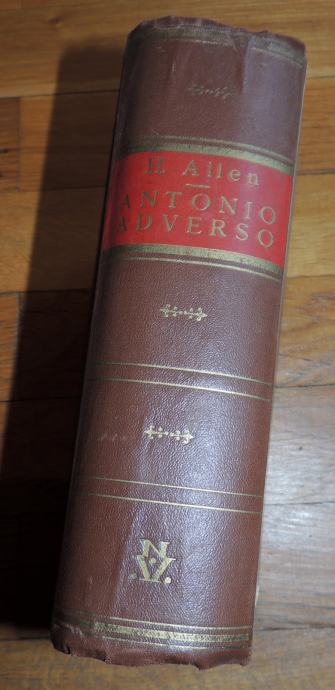 H. Allen
ANTONIO
ADVERSO
N
.V.